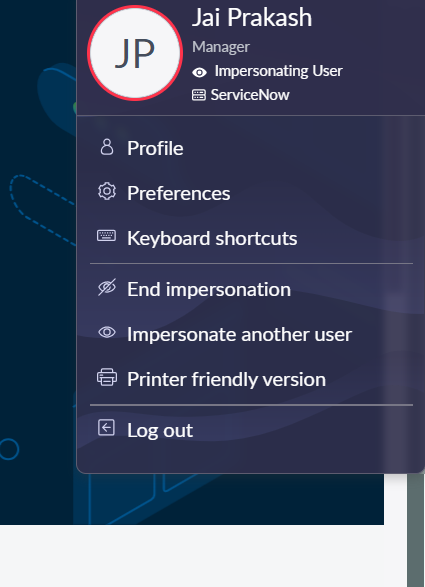 JP
Jai Prakash
Manager
Impersonating User
ServiceNow
Profile
Preferences
Keyboard shortcuts
End impersonation
Impersonate another user
Printer friendly version
Log out